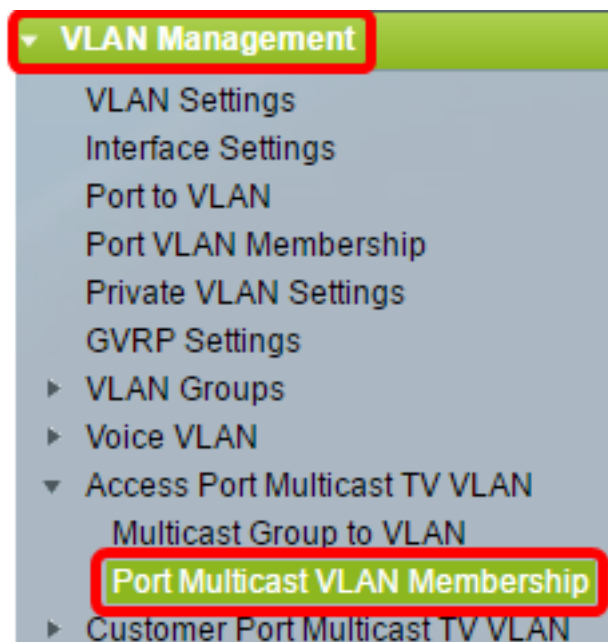 VLAN Management
VLAN Settings
Interface Settings
Port to VLAN
Port VLAN Membership
Private VLAN Settings
GVRP Settings
VLAN Groups
Voice VLAN
Access Port Multicast TV VLAN
Multicast Group to VLAN
Port Multicast VLAN Membership
Customer Port Multicast TV VLAN